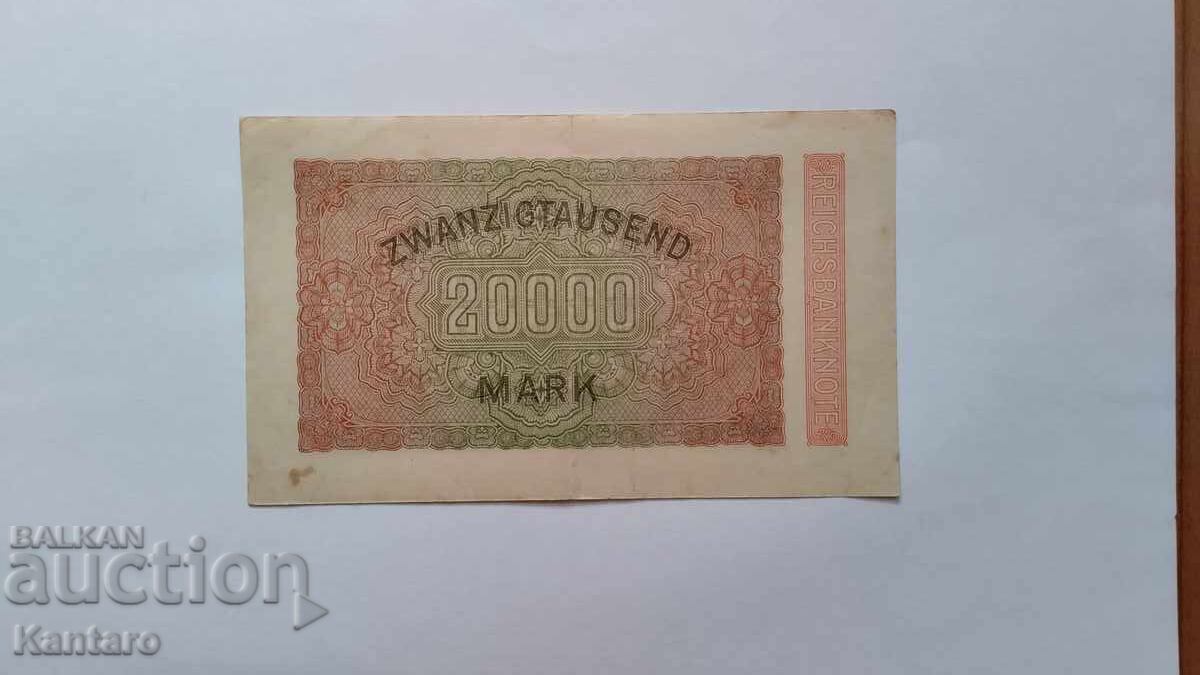 ZWANZIGTAUSEND
20000
MARK
REICHSBANKNOTE
BALKAN
auction
Kantaro